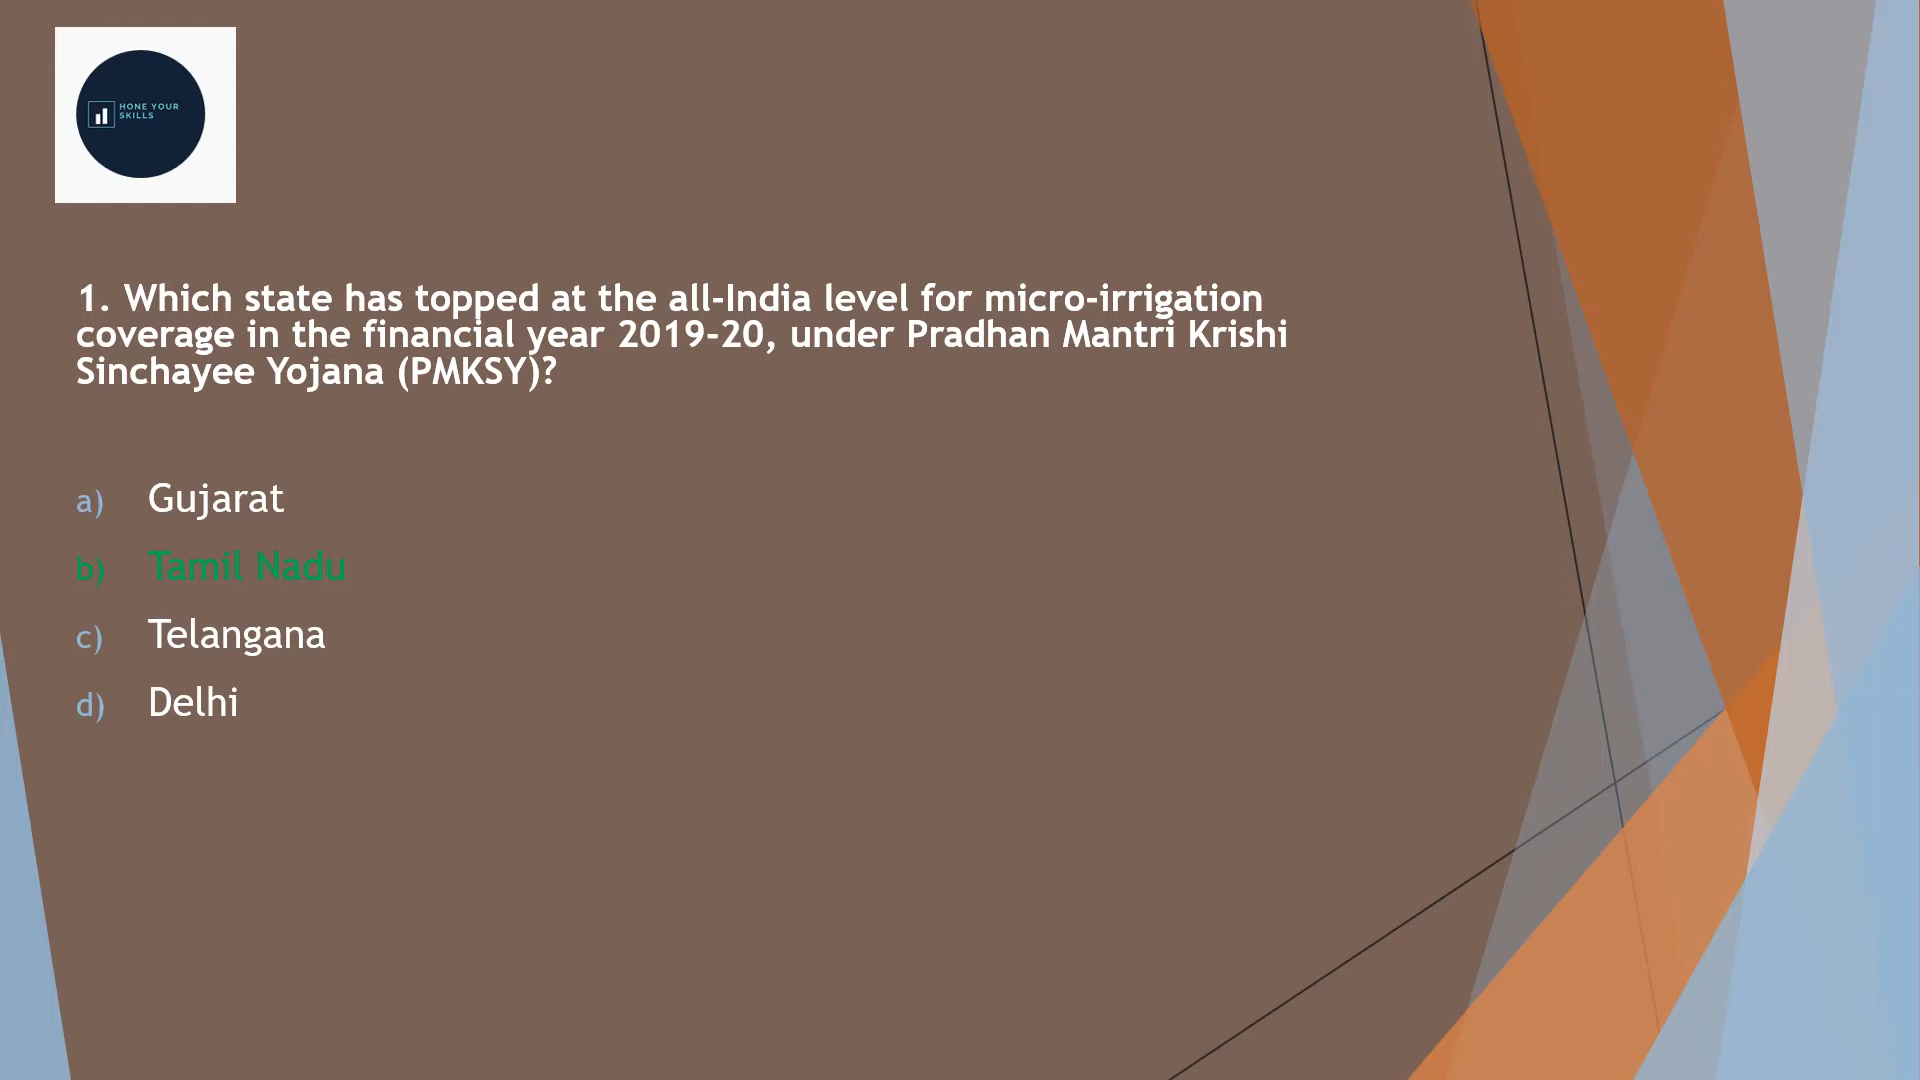 HONE YOUR
SKILLS
1. Which state has topped at the all-India level for micro-irrigation
coverage in the financial year 2019-20, under Pradhan Mantri Krishi
Sinchayee Yojana (PMKSY)?
a) Gujarat
b) Tamil Nadu
c) Telangana
d) Delhi